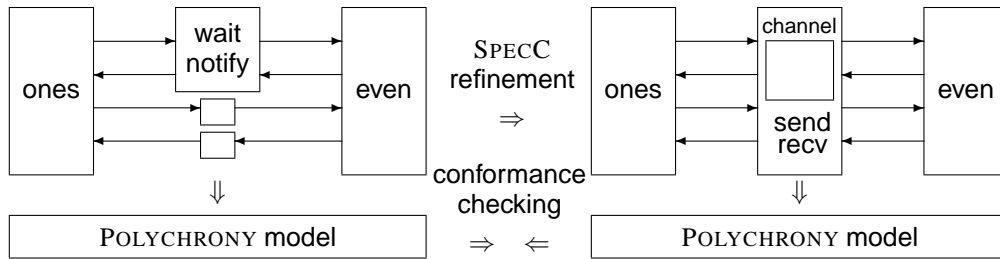 ones
wait
notify
even
SPECC
refinement
⇒
ones
channel
send
recv
even
⇓
conformance
checking
⇓
POLYCHRONY model
⇒ ⇐
POLYCHRONY model